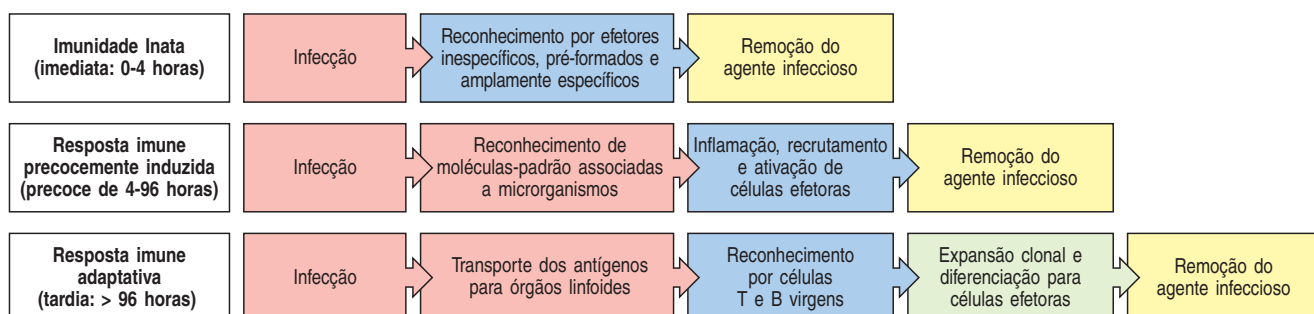 Imunidade Inata
(imediata: 0-4 horas)
Infecção
Reconhecimento por efetores
inespecíficos, pré-formados e
amplamente específicos
Remoção do
agente infeccioso
Resposta imune
precocemente induzida
(precoce de 4-96 horas)
Infecção
Reconhecimento de
moléculas-padrão associadas
a microrganismos
Inflamação, recrutamento
e ativação de
células efetoras
Remoção do
agente infeccioso
Resposta imune
adaptativa
(tardia: > 96 horas)
Infecção
Transporte dos antígenos
para órgãos linfoides
Reconhecimento
por células
T e B virgens
Expansão clonal e
diferenciação para
células efetoras
Remoção do
agente infeccioso